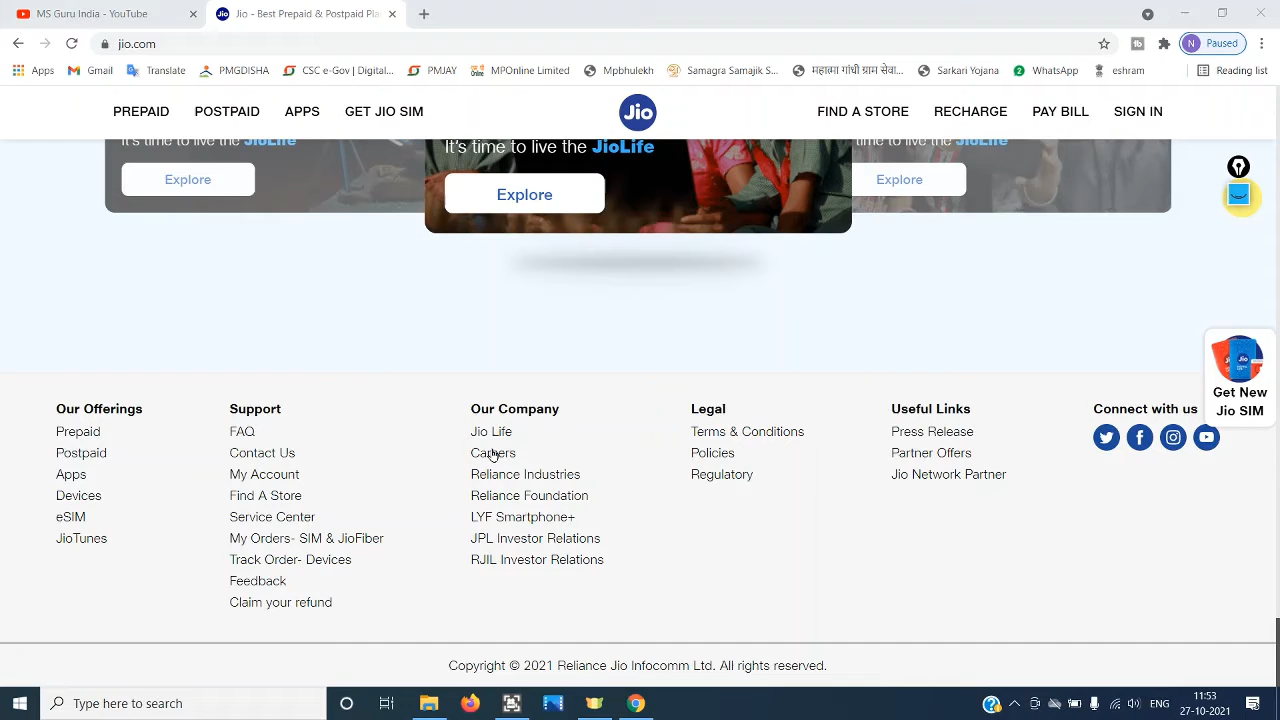 MS Guru India - YouTube
Jio - Best Prepaid & Postpaid Pla
jio.com
N Paused
Apps Gmail Translate PMGDISHA CSC e-Gov | Digital... PMJAY MPOnline Limited Mpbhulekh Samagra Samajik S... महात्मा गांधी ग्राम सेवा... Sarkari Yojana 2 WhatsApp eshram Reading list
PREPAID POSTPAID APPS GET JIO SIM Jio FIND A STORE RECHARGE PAY BILL SIGN IN
It's time to live the JioLife
Explore
It's time to live the JioLife
Explore
me to live the JioLife
Explore
Get New
Jio SIM
Our Offerings
Prepaid
Postpaid
Apps
Devices
eSIM
JioTunes
Support
FAQ
Contact Us
My Account
Find A Store
Service Center
My Orders- SIM & JioFiber
Track Order- Devices
Feedback
Claim your refund
Our Company
Jio Life
Careers
Reliance Industries
Reliance Foundation
LYF Smartphone+
JPL Investor Relations
RJIL Investor Relations
Legal
Terms & Conditions
Policies
Regulatory
Useful Links
Press Release
Partner Offers
Jio Network Partner
Connect with us
Copyright © 2021 Reliance Jio Infocomm Ltd. All rights reserved.
Type here to search
ENG
11:53
27-10-2021